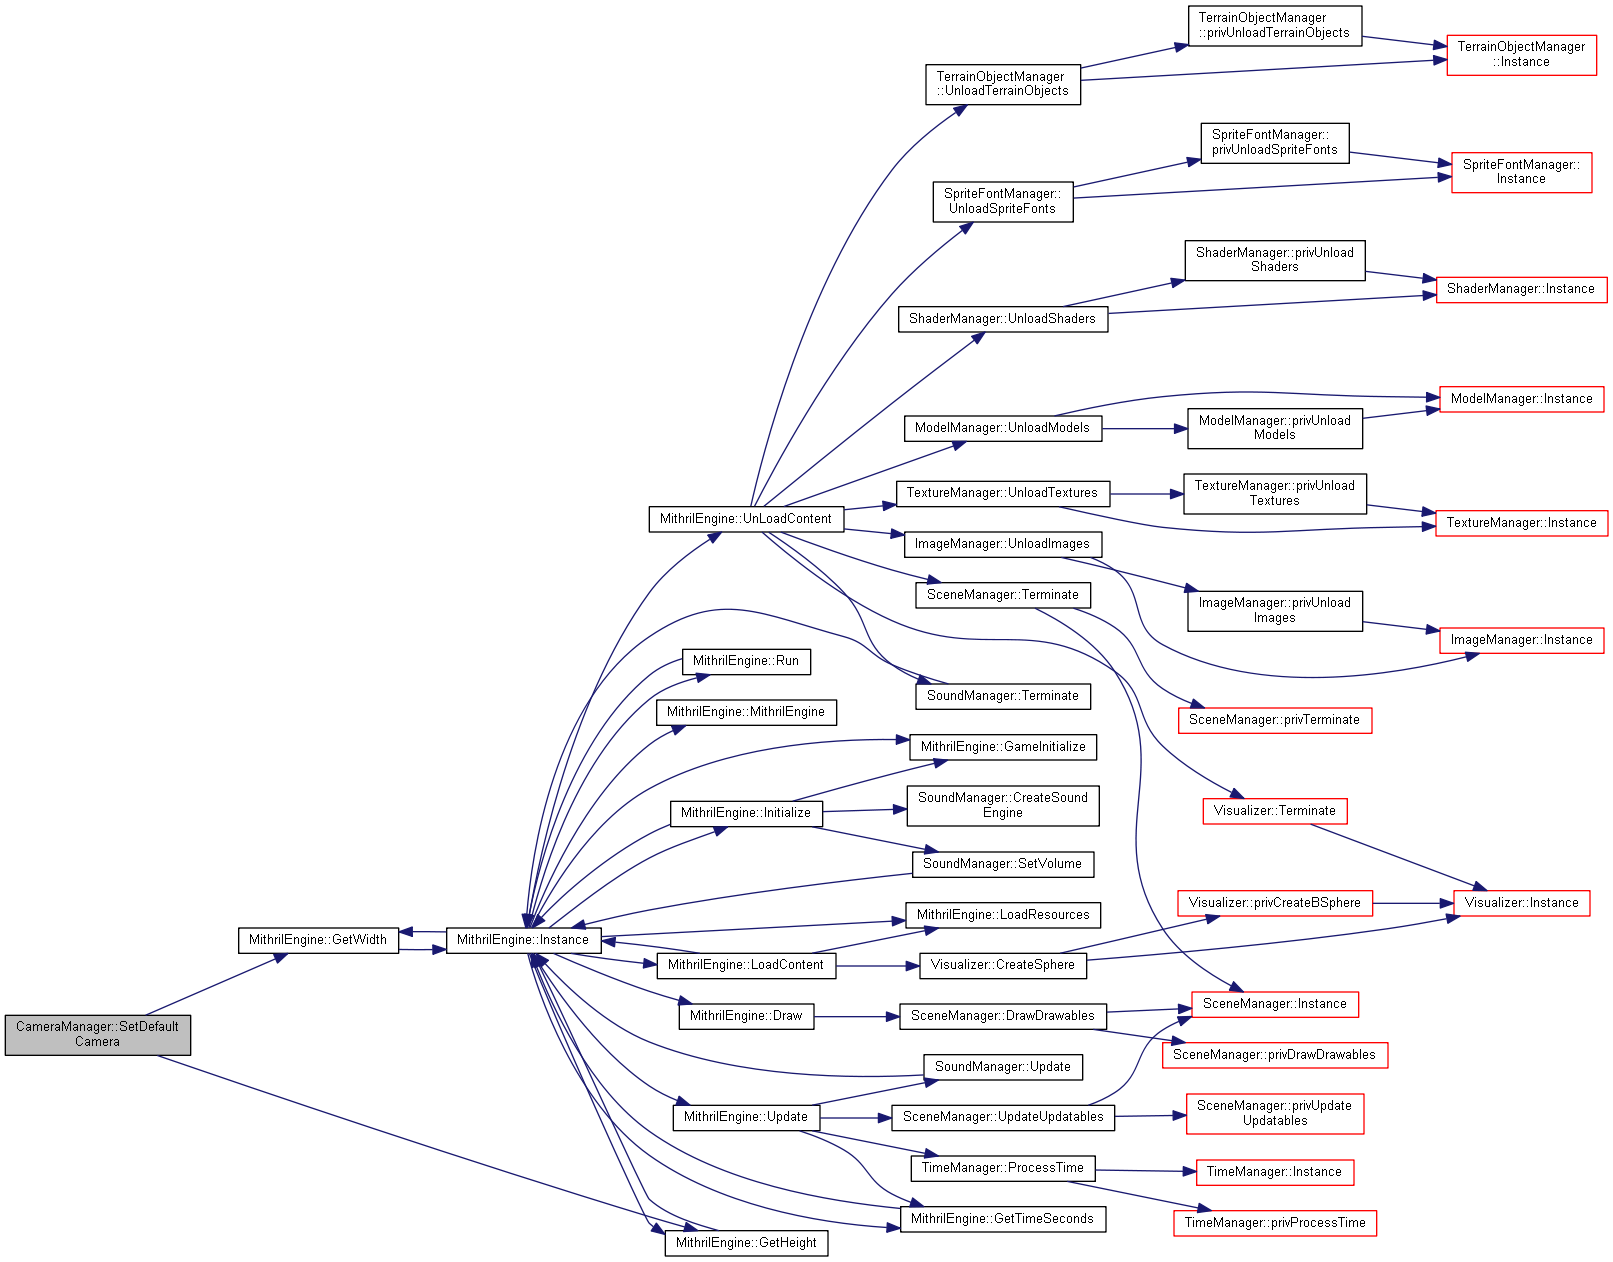 TerrainObjectManager
::privUnloadTerrainObjects
TerrainObjectManager
::Instance
TerrainObjectManager
::UnloadTerrainObjects
SpriteFontManager::
privUnloadSpriteFonts
SpriteFontManager::
Instance
SpriteFontManager::
UnloadSpriteFonts
ShaderManager::privUnload
Shaders
ShaderManager::Instance
ShaderManager::UnloadShaders
ModelManager::Instance
ModelManager::UnloadModels
ModelManager::privUnload
Models
TextureManager::UnloadTextures
TextureManager::privUnload
Textures
MithrilEngine::UnLoadContent
TextureManager::Instance
ImageManager::UnloadImages
SceneManager::Terminate
ImageManager::privUnload
Images
ImageManager::Instance
MithrilEngine::Run
SoundManager::Terminate
MithrilEngine::MithrilEngine
SceneManager::privTerminate
MithrilEngine::GameInitialize
SoundManager::CreateSound
Engine
MithrilEngine::Initialize
Visualizer::Terminate
SoundManager::SetVolume
Visualizer::privCreateBSphere
Visualizer::Instance
MithrilEngine::LoadResources
MithrilEngine::GetWidth
MithrilEngine::Instance
MithrilEngine::LoadContent
Visualizer::CreateSphere
SceneManager::Instance
MithrilEngine::Draw
SceneManager::DrawDrawables
CameraManager::SetDefault
Camera
SceneManager::privDrawDrawables
SoundManager::Update
MithrilEngine::Update
SceneManager::UpdateUpdatables
SceneManager::privUpdate
Updatables
TimeManager::ProcessTime
TimeManager::Instance
MithrilEngine::GetTimeSeconds
TimeManager::privProcessTime
MithrilEngine::GetHeight